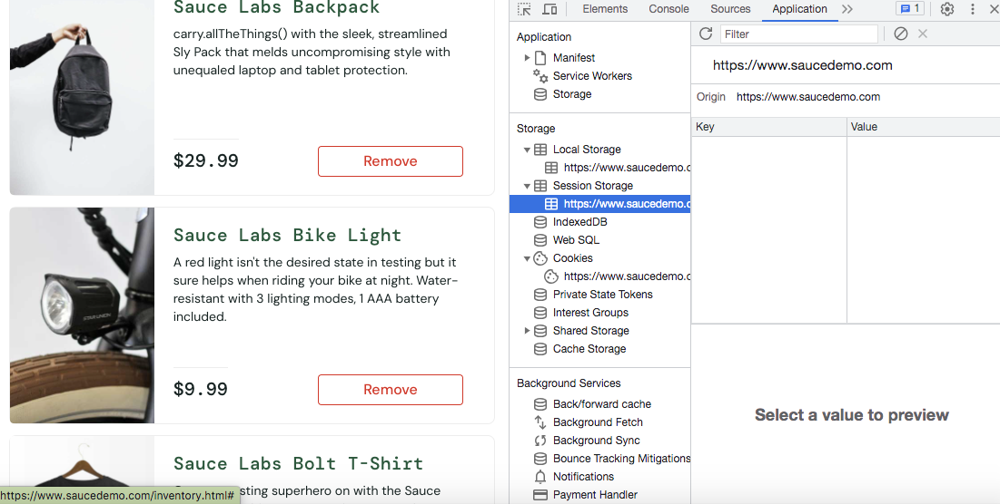 Sauce Labs Backpack
carry.allTheThings() with the sleek, streamlined
Sly Pack that melds uncompromising style with
unequaled laptop and tablet protection.
$29.99
Remove
Sauce Labs Bike Light
A red light isn't the desired state in testing but it
sure helps when riding your bike at night. Water-
resistant with 3 lighting modes, 1 AAA battery
included.
STAR UNION
$9.99
Remove
Sauce Labs Bolt T-Shirt
sting superhero on with the Sauce
https://www.saucedemo.com/inventory.html#
Elements
Console
Sources
Application
1
Application
Manifest
Service Workers
Storage
Storage
Local Storage
https://www.saucedemo.c
Session Storage
https://www.saucedemo.c
IndexedDB
Web SQL
Cookies
https://www.saucedemo.c
Private State Tokens
Interest Groups
Shared Storage
Cache Storage
Background Services
Back/forward cache
Background Fetch
Background Sync
Bounce Tracking Mitigations
Notifications
Payment Handler
Filter
https://www.saucedemo.com
Origin https://www.saucedemo.com
Key Value
Select a value to preview